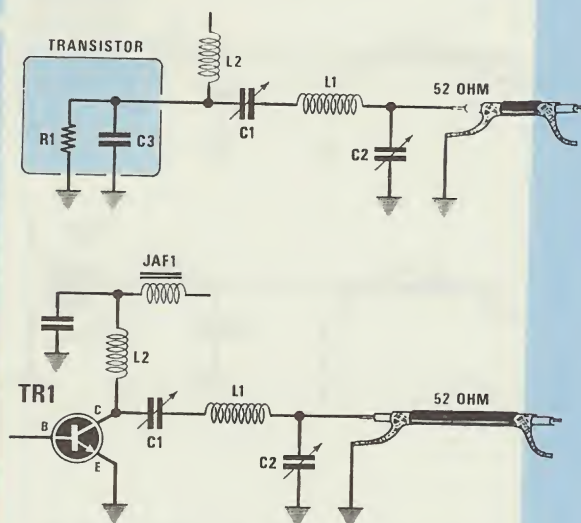 TRANSISTOR
L2
L1
52 OHM
R1
C3
C1
C2
JAF1
L2
TR1
C
B
E
C1
L1
52 OHM
C2